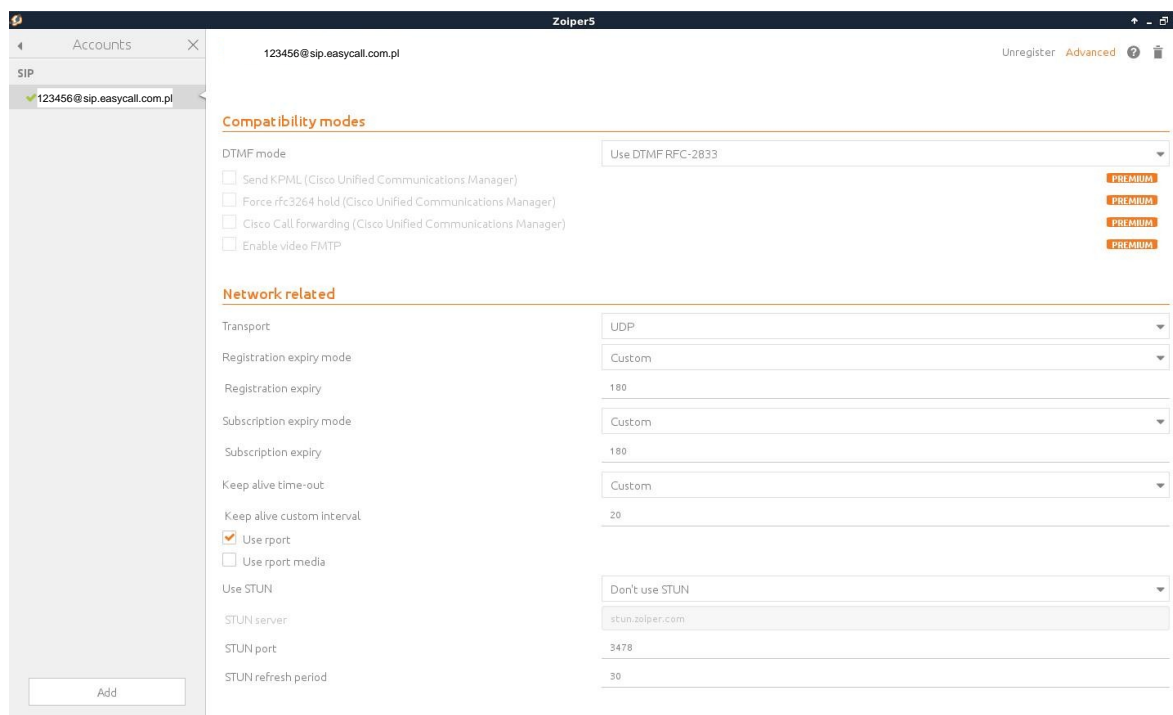 Zoiper5
Accounts
123456@sip.easycall.com.pl
Unregister Advanced ?
SIP
123456@sip.easycall.com.pl
Compatibility modes
DTMF mode Use DTMF RFC-2833
Send KPML (Cisco Unified Communications Manager) PREMIUM
Force rfc3264 hold (Cisco Unified Communications Manager) PREMIUM
Cisco Call forwarding (Cisco Unified Communications Manager) PREMIUM
Enable video FMTP PREMIUM
Network related
Transport UDP
Registration expiry mode Custom
Registration expiry 180
Subscription expiry mode Custom
Subscription expiry 180
Keep alive time-out Custom
Keep alive custom interval 20
Use rport
Use rport media
Use STUN Don't use STUN
STUN server stun.zoiper.com
STUN port 3478
STUN refresh period 30
Add